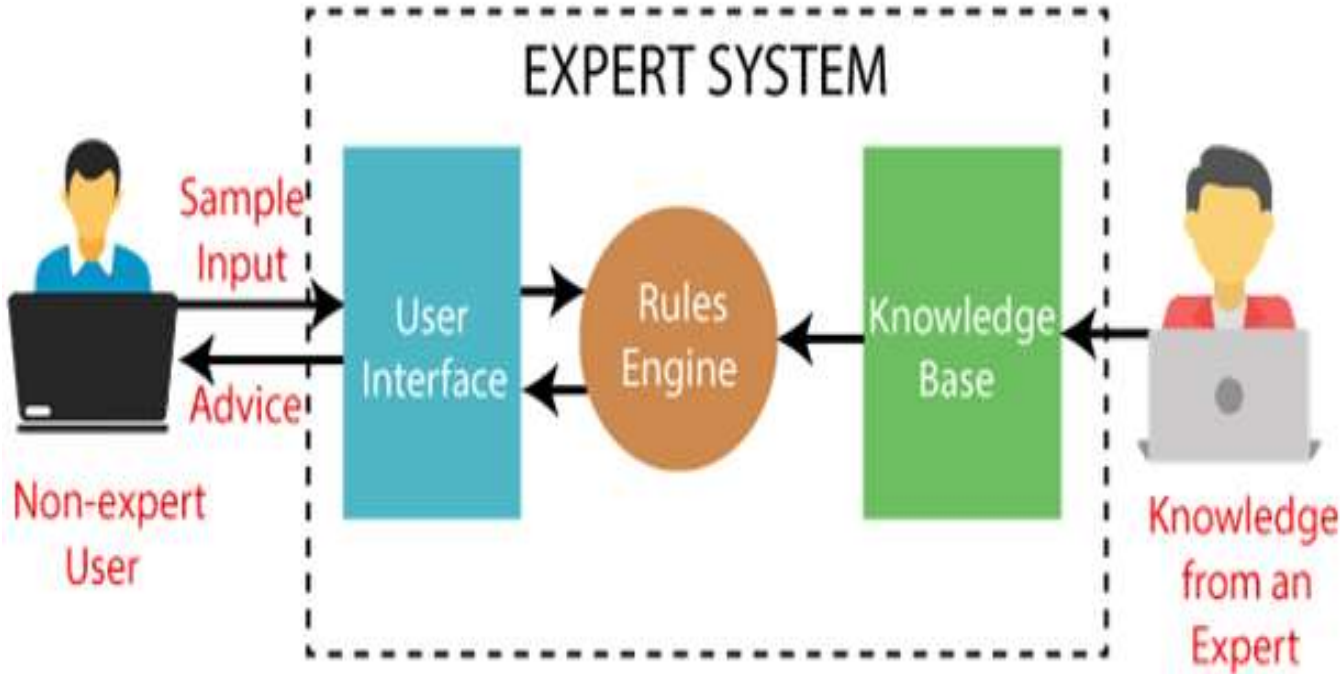 EXPERT SYSTEM
Sample
Input
Advice
Non-expert
User
User
Interface
Rules
Engine
Knowledge
Base
Knowledge
from an
Expert